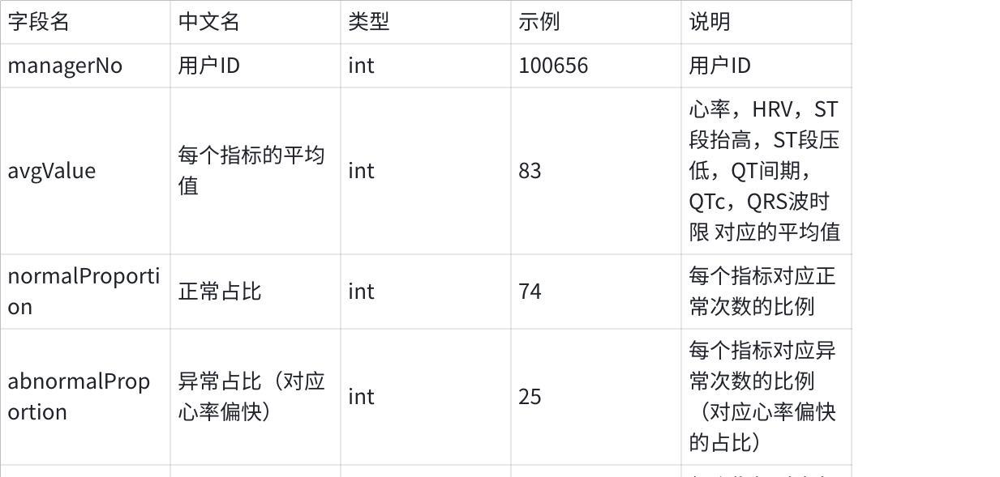 字段名 中文名 类型 示例 说明
managerNo 用户ID int 100656 用户ID
avgValue
每个指标的平均
值
int
83
心率，HRV，ST
段抬高，ST段压
低，QT间期，
QTc，QRS波时
限 对应的平均值
normalProporti
on
正常占比
int
74
每个指标对应正
常次数的比例
abnormalProp
ortion
异常占比（对应
心率偏快）
int
25
每个指标对应异
常次数的比例
（对应心率偏快
的占比）